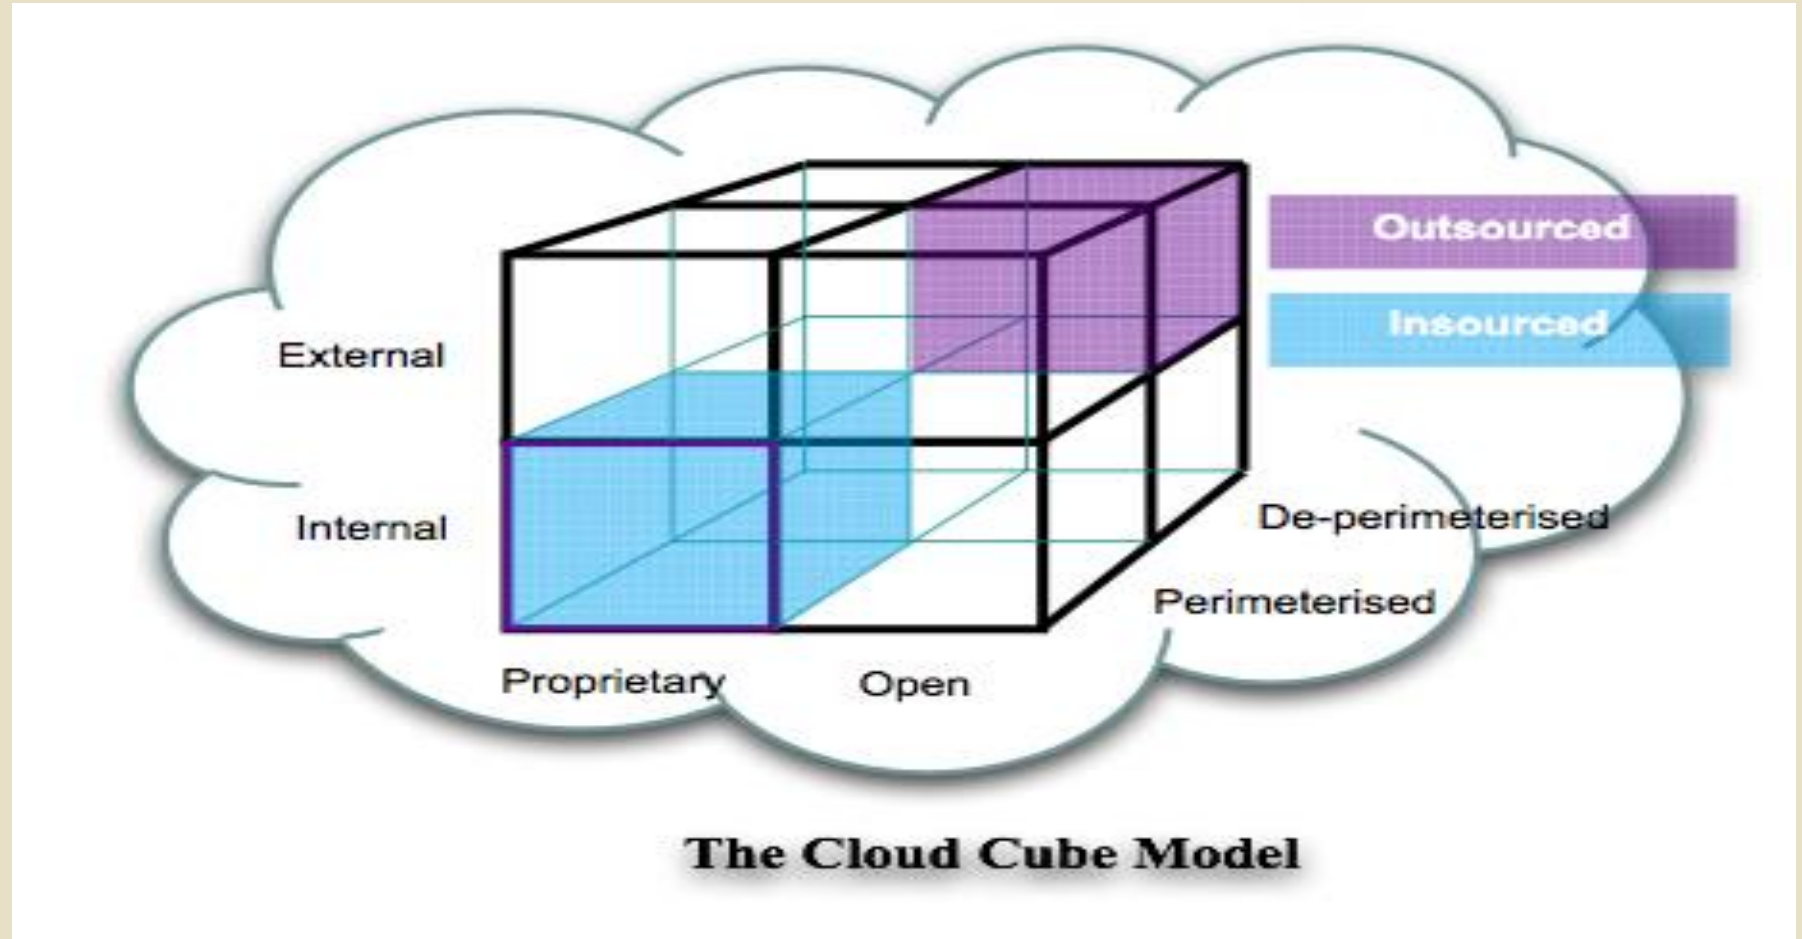 Outsourced
Insourced
External
Internal
De-perimeterised
Perimeterised
Proprietary
Open
The Cloud Cube Model